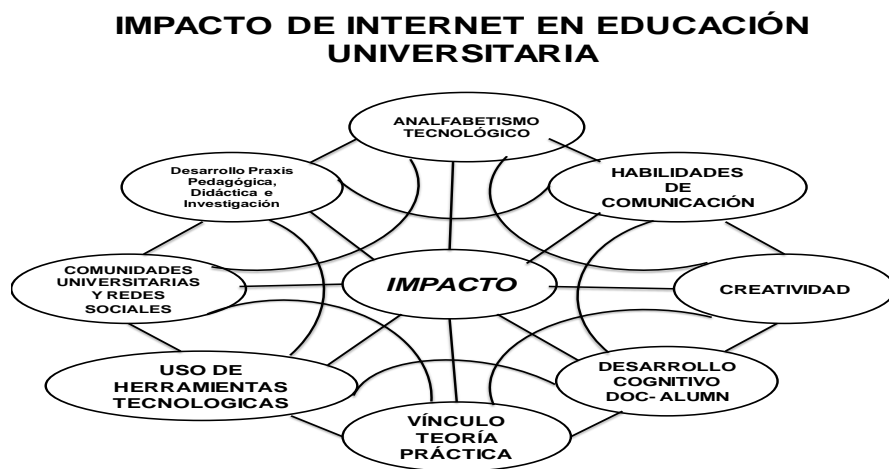 IMPACTO DE INTERNET EN EDUCACIÓN
UNIVERSITARIA
ANALFABETISMO
TECNOLÓGICO
Desarrollo Praxis
Pedagógica,
Didáctica e
Investigación
HABILIDADES
DE
COMUNICACIÓN
COMUNIDADES
UNIVERSITARIAS
Y REDES
SOCIALES
IMPACTO
CREATIVIDAD
USO DE
HERRAMIENTAS
TECNOLOGICAS
DESARROLLO
COGNITIVO
DOC- ALUMN
VÍNCULO
TEORÍA
PRÁCTICA